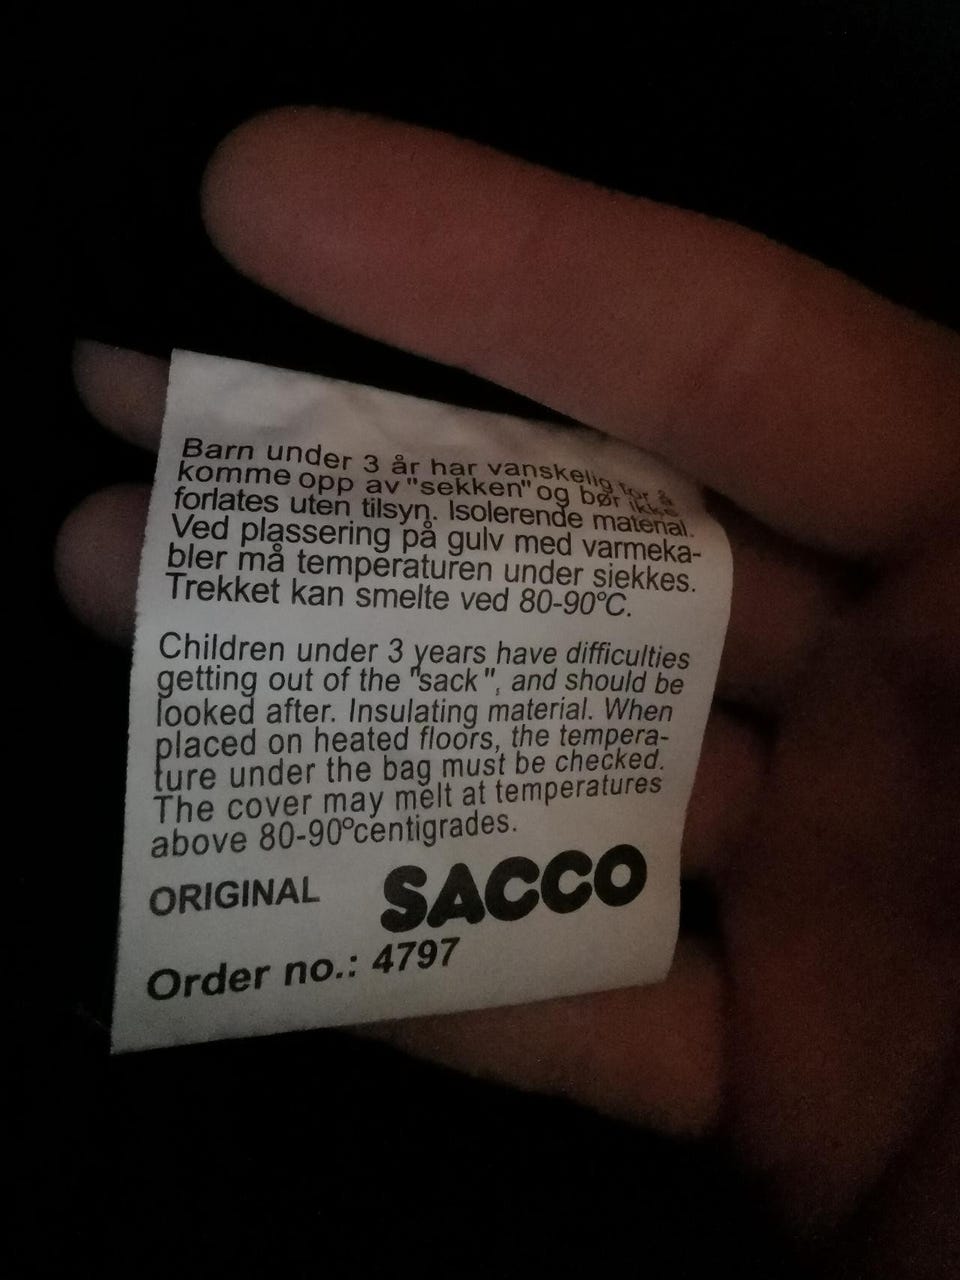 Barn under 3 år har vanskelig for å
komme opp av "sekken" og bør ikke
forlates uten tilsyn. Isolerende material.
Ved plassering på gulv med varmeka-
bler må temperaturen under sjekkes.
Trekket kan smelte ved 80-90°C.
Children under 3 years have difficulties
getting out of the "sack", and should be
looked after. Insulating material. When
placed on heated floors, the tempera-
ture under the bag must be checked.
The cover may melt at temperatures
above 80-90°centigrades.
ORIGINAL SACCO
Order no.: 4797